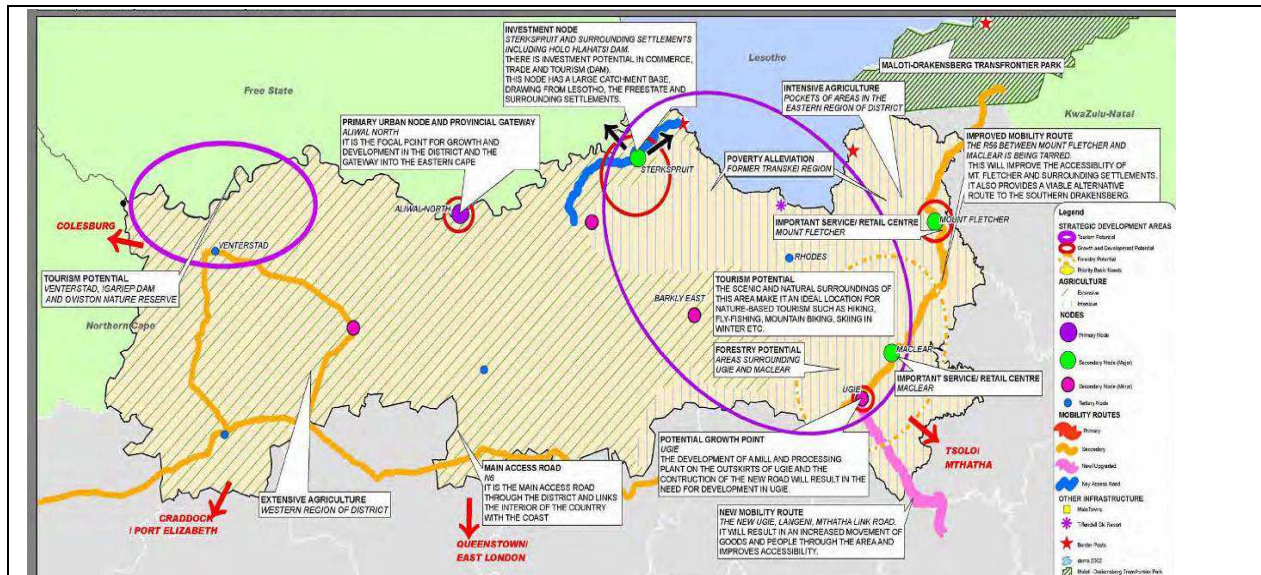 INVESTMENT NODE
STERKSPRUIT AND SURROUNDING SETTLEMENTS
INCLUDING HOLO HLAHATSI DAM.
THERE IS INVESTMENT POTENTIAL IN COMMERCE,
TRADE AND TOURISM (DAM).
THIS NODE HAS A LARGE CATCHMENT BASE,
DRAWING FROM LESOTHO, THE FREESTATE AND
SURROUNDING SETTLEMENTS.
Lesotho
MALOTI-DRAKENSBERG TRANSFRONTIER PARK
Free State
INTENSIVE AGRICULTURE
POCKETS OF AREAS IN THE
EASTERN REGION OF DISTRICT
KwaZulu-Natal
PRIMARY URBAN NODE AND PROVINCIAL GATEWAY
ALIWAL NORTH
IT IS THE FOCAL POINT FOR GROWTH AND
DEVELOPMENT IN THE DISTRICT AND THE
GATEWAY INTO THE EASTERN CAPE
IMPROVED MOBILITY ROUTE
THE R56 BETWEEN MOUNT FLETCHER AND
MACLEAR IS BEING TARRED.
THIS WILL IMPROVE THE ACCESSIBILITY OF
MT. FLETCHER AND SURROUNDING SETTLEMENTS.
IT ALSO PROVIDES A VIABLE ALTERNATIVE
ROUTE TO THE SOUTHERN DRAKENSBERG.
POVERTY ALLEVIATION
FORMER TRANSKEI REGION
STERKSPRUIT
ALIWAL-NORTH
IMPORTANT SERVICE/ RETAIL CENTRE
MOUNT FLETCHER
MOUNT FLETCHER
COLESBURG
VENTERSTAD
RHODES
TOURISM POTENTIAL
VENTERSTAD, !GARIEP DAM
AND OVISTON NATURE RESERVE
TOURISM POTENTIAL
THE SCENIC AND NATURAL SURROUNDINGS OF
THIS AREA MAKE IT AN IDEAL LOCATION FOR
NATURE-BASED TOURISM SUCH AS HIKING,
FLY-FISHING, MOUNTAIN BIKING, SKIING IN
WINTER ETC.
BARKLY EAST
Northern Cape
FORESTRY POTENTIAL
AREAS SURROUNDING
UGIE AND MACLEAR
MACLEAR
IMPORTANT SERVICE/ RETAIL CENTRE
MACLEAR
UGIE
POTENTIAL GROWTH POINT
UGIE
THE DEVELOPMENT OF A MILL AND PROCESSING
PLANT ON THE OUTSKIRTS OF UGIE AND THE
CONTRUCTION OF THE NEW ROAD WILL RESULT IN THE
NEED FOR DEVELOPMENT IN UGIE
TSOLO/
MTHATHA
MAIN ACCESS ROAD
N6
IT IS THE MAIN ACCESS ROAD
THROUGH THE DISTRICT AND LINKS
THE INTERIOR OF THE COUNTRY
WITH THE COAST
EXTENSIVE AGRICULTURE
WESTERN REGION OF DISTRICT
NEW MOBILITY ROUTE
THE NEW UGIE, LANGENI, MTHATHA LINK ROAD.
IT WILL RESULT IN AN INCREASED MOVEMENT OF
GOODS AND PEOPLE THROUGH THE AREA AND
IMPROVES ACCESSIBILITY.
CRADDOCK
/ PORT ELIZABETH
QUEENSTOWN/
EAST LONDON
Legend
STRATEGIC DEVELOPMENT AREAS
Tourism Potential
Growth and Development Potential
Forestry Potential
Priority Basic Needs
AGRICULTURE
Extensive
Intensive
NODES
Primary Node
Secondary Node (Major)
Secondary Node (Minor)
Tertiary Node
MOBILITY ROUTES
Primary
Secondary
New/Upgraded
Key Access Road
OTHER INFRASTRUCTURE
Main Towns
Tiffendell Ski Resort
Border Posts
dams 2002
Maloti-Drakensberg Transfrontier Park